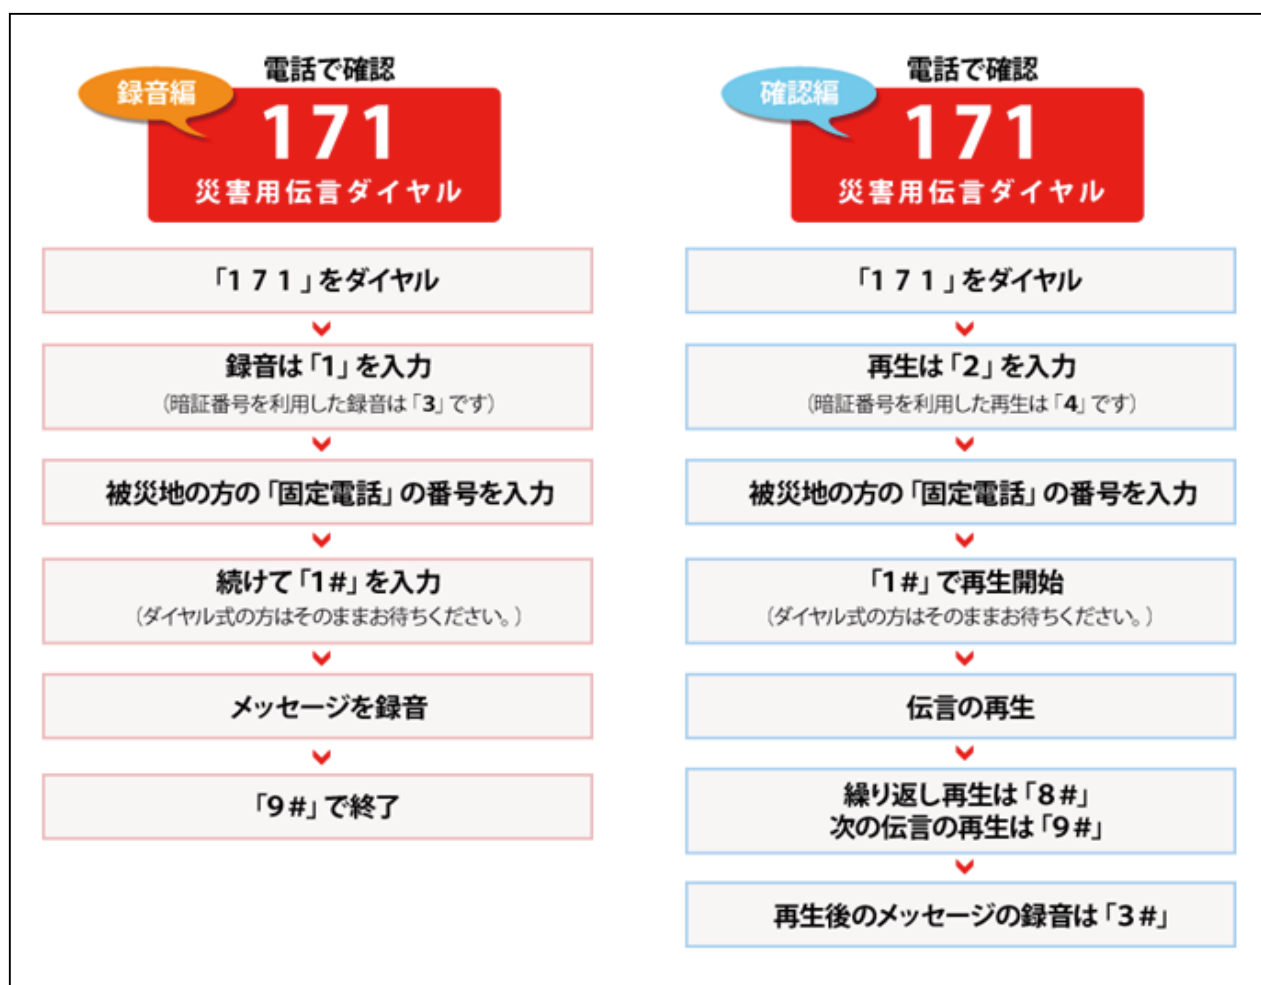 録音編
電話で確認
171
災害用伝言ダイヤル
「１７１」をダイヤル
録音は「1」を入力
（暗証番号を利用した録音は「3」です）
被災地の方の「固定電話」の番号を入力
続けて「1#」を入力
（ダイヤル式の方はそのままお待ちください。）
メッセージを録音
「9#」で終了
確認編
電話で確認
171
災害用伝言ダイヤル
「１７１」をダイヤル
再生は「2」を入力
（暗証番号を利用した再生は「4」です）
被災地の方の「固定電話」の番号を入力
「1#」で再生開始
（ダイヤル式の方はそのままお待ちください。）
伝言の再生
繰り返し再生は「8#」
次の伝言の再生は「9#」
再生後のメッセージの録音は「3#」